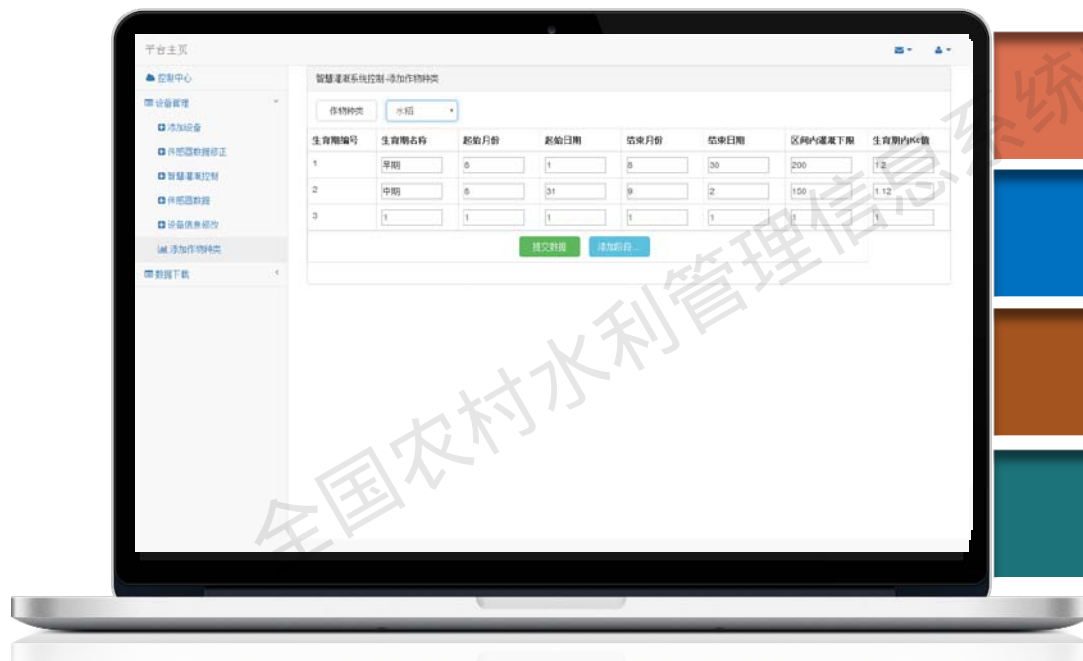 平台主页
控制中心
智慧灌溉系统控制-添加作物种类
设备管理
作物种类 水稻
添加设备
传感器数据修正
智慧灌溉控制
传感器数据
设备信息修改
添加作物种类
数据下载
生育期编号 生育期名称 起始月份 起始日期 结束月份 结束日期 区间内灌溉下限 生育期内Kc值
1 早期 8 1 8 30 200 1.2
2 中期 8 31 9 2 150 1.12
3 1 1 1 1 1 1 1
提交数据 添加阶段...
全国农村水利管理信息系统